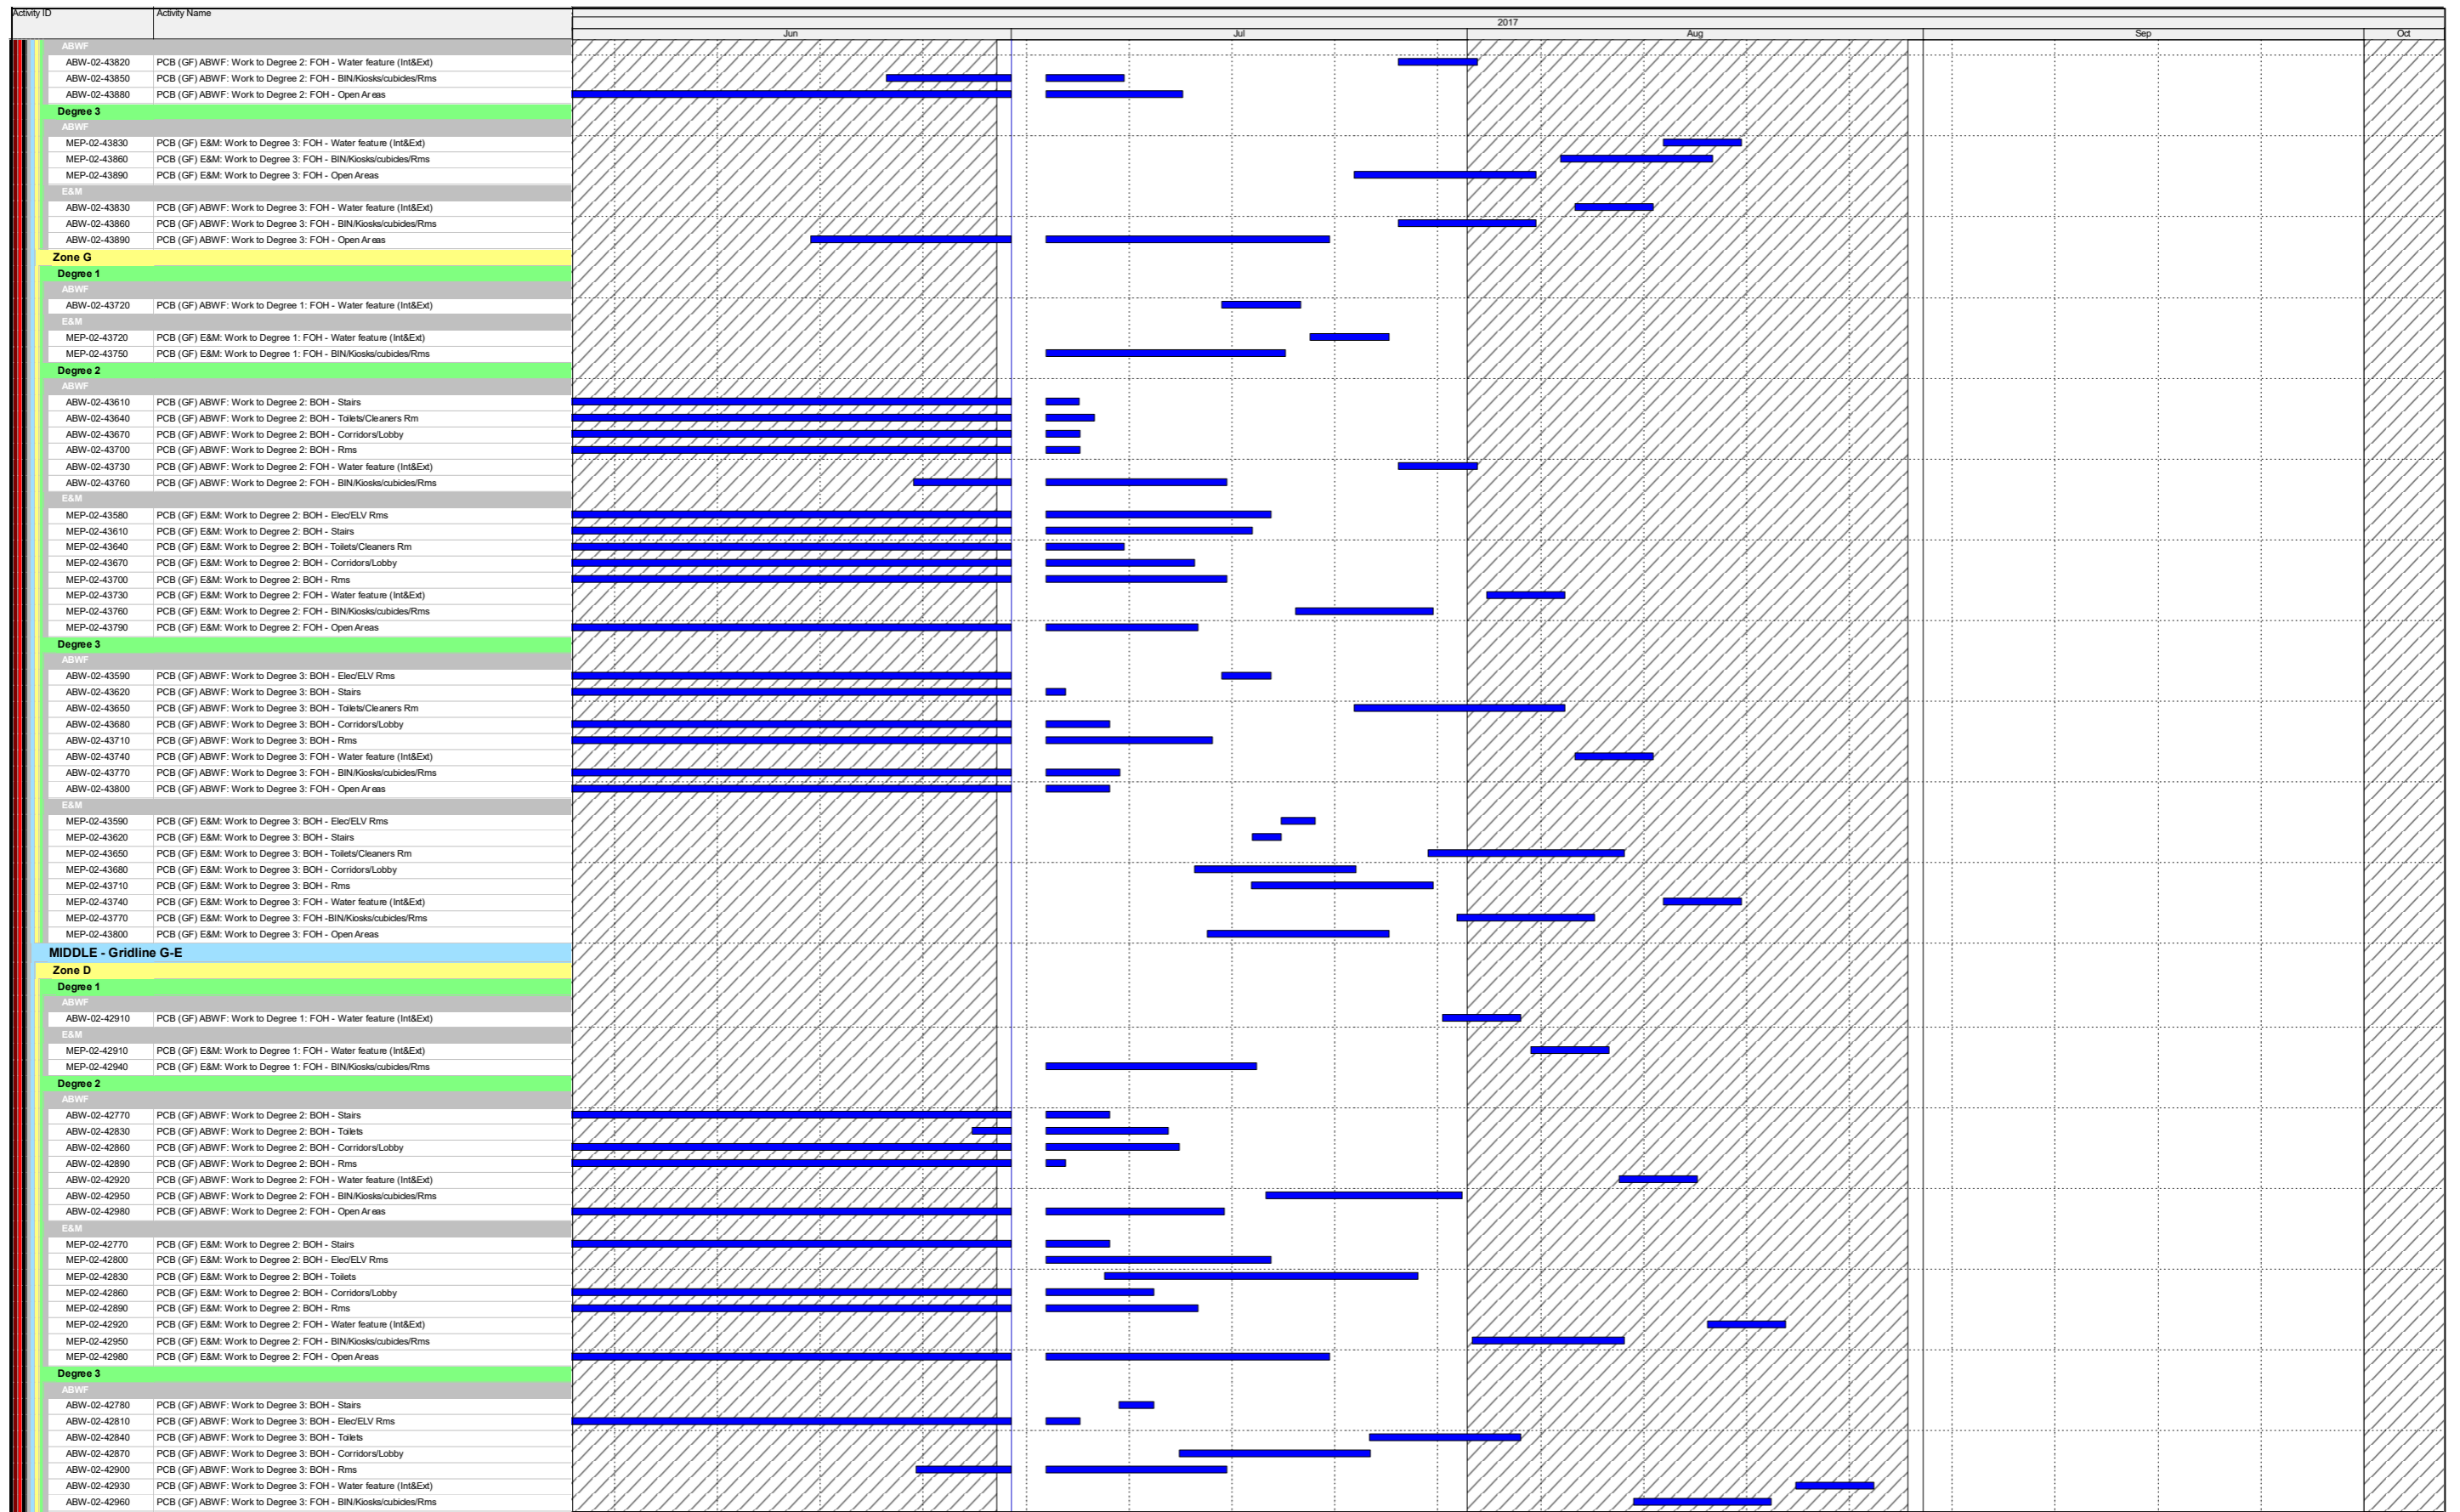 Activity ID Activity Name
2017
Jun Jul Aug Sep Oct
ABWF
ABW-02-43820 PCB (GF) ABWF: Work to Degree 2: FOH - Water feature (Int&Ext)
ABW-02-43850 PCB (GF) ABWF: Work to Degree 2: FOH - BIN/Kiosks/cubicles/Rms
ABW-02-43880 PCB (GF) ABWF: Work to Degree 2: FOH - Open Areas
Degree 3
ABWF
MEP-02-43830 PCB (GF) E&M: Work to Degree 3: FOH - Water feature (Int&Ext)
MEP-02-43860 PCB (GF) E&M: Work to Degree 3: FOH - BIN/Kiosks/cubicles/Rms
MEP-02-43890 PCB (GF) E&M: Work to Degree 3: FOH - Open Areas
E&M
ABW-02-43830 PCB (GF) ABWF: Work to Degree 3: FOH - Water feature (Int&Ext)
ABW-02-43860 PCB (GF) ABWF: Work to Degree 3: FOH - BIN/Kiosks/cubicles/Rms
ABW-02-43890 PCB (GF) ABWF: Work to Degree 3: FOH - Open Areas
Zone G
Degree 1
ABWF
ABW-02-43720 PCB (GF) ABWF: Work to Degree 1: FOH - Water feature (Int&Ext)
E&M
MEP-02-43720 PCB (GF) E&M: Work to Degree 1: FOH - Water feature (Int&Ext)
MEP-02-43750 PCB (GF) E&M: Work to Degree 1: FOH - BIN/Kiosks/cubicles/Rms
Degree 2
ABWF
ABW-02-43610 PCB (GF) ABWF: Work to Degree 2: BOH - Stairs
ABW-02-43640 PCB (GF) ABWF: Work to Degree 2: BOH - Toilets/Cleaners Rm
ABW-02-43670 PCB (GF) ABWF: Work to Degree 2: BOH - Corridors/Lobby
ABW-02-43700 PCB (GF) ABWF: Work to Degree 2: BOH - Rms
ABW-02-43730 PCB (GF) ABWF: Work to Degree 2: FOH - Water feature (Int&Ext)
ABW-02-43760 PCB (GF) ABWF: Work to Degree 2: FOH - BIN/Kiosks/cubicles/Rms
E&M
MEP-02-43580 PCB (GF) E&M: Work to Degree 2: BOH - Elec/ELV Rms
MEP-02-43610 PCB (GF) E&M: Work to Degree 2: BOH - Stairs
MEP-02-43640 PCB (GF) E&M: Work to Degree 2: BOH - Toilets/Cleaners Rm
MEP-02-43670 PCB (GF) E&M: Work to Degree 2: BOH - Corridors/Lobby
MEP-02-43700 PCB (GF) E&M: Work to Degree 2: BOH - Rms
MEP-02-43730 PCB (GF) E&M: Work to Degree 2: FOH - Water feature (Int&Ext)
MEP-02-43760 PCB (GF) E&M: Work to Degree 2: FOH - BIN/Kiosks/cubicles/Rms
MEP-02-43790 PCB (GF) E&M: Work to Degree 2: FOH - Open Areas
Degree 3
ABWF
ABW-02-43590 PCB (GF) ABWF: Work to Degree 3: BOH - Elec/ELV Rms
ABW-02-43620 PCB (GF) ABWF: Work to Degree 3: BOH - Stairs
ABW-02-43650 PCB (GF) ABWF: Work to Degree 3: BOH - Toilets/Cleaners Rm
ABW-02-43680 PCB (GF) ABWF: Work to Degree 3: BOH - Corridors/Lobby
ABW-02-43710 PCB (GF) ABWF: Work to Degree 3: BOH - Rms
ABW-02-43740 PCB (GF) ABWF: Work to Degree 3: FOH - Water feature (Int&Ext)
ABW-02-43770 PCB (GF) ABWF: Work to Degree 3: FOH - BIN/Kiosks/cubicles/Rms
ABW-02-43800 PCB (GF) ABWF: Work to Degree 3: FOH - Open Areas
E&M
MEP-02-43590 PCB (GF) E&M: Work to Degree 3: BOH - Elec/ELV Rms
MEP-02-43620 PCB (GF) E&M: Work to Degree 3: BOH - Stairs
MEP-02-43650 PCB (GF) E&M: Work to Degree 3: BOH - Toilets/Cleaners Rm
MEP-02-43680 PCB (GF) E&M: Work to Degree 3: BOH - Corridors/Lobby
MEP-02-43710 PCB (GF) E&M: Work to Degree 3: BOH - Rms
MEP-02-43740 PCB (GF) E&M: Work to Degree 3: FOH - Water feature (Int&Ext)
MEP-02-43770 PCB (GF) E&M: Work to Degree 3: FOH -BIN/Kiosks/cubicles/Rms
MEP-02-43800 PCB (GF) E&M: Work to Degree 3: FOH - Open Areas
MIDDLE - Gridline G-E
Zone D
Degree 1
ABWF
ABW-02-42910 PCB (GF) ABWF: Work to Degree 1: FOH - Water feature (Int&Ext)
E&M
MEP-02-42910 PCB (GF) E&M: Work to Degree 1: FOH - Water feature (Int&Ext)
MEP-02-42940 PCB (GF) E&M: Work to Degree 1: FOH - BIN/Kiosks/cubicles/Rms
Degree 2
ABWF
ABW-02-42770 PCB (GF) ABWF: Work to Degree 2: BOH - Stairs
ABW-02-42830 PCB (GF) ABWF: Work to Degree 2: BOH - Toilets
ABW-02-42860 PCB (GF) ABWF: Work to Degree 2: BOH - Corridors/Lobby
ABW-02-42890 PCB (GF) ABWF: Work to Degree 2: BOH - Rms
ABW-02-42920 PCB (GF) ABWF: Work to Degree 2: FOH - Water feature (Int&Ext)
ABW-02-42950 PCB (GF) ABWF: Work to Degree 2: FOH - BIN/Kiosks/cubicles/Rms
ABW-02-42980 PCB (GF) ABWF: Work to Degree 2: FOH - Open Areas
E&M
MEP-02-42770 PCB (GF) E&M: Work to Degree 2: BOH - Stairs
MEP-02-42800 PCB (GF) E&M: Work to Degree 2: BOH - Elec/ELV Rms
MEP-02-42830 PCB (GF) E&M: Work to Degree 2: BOH -Toilets
MEP-02-42860 PCB (GF) E&M: Work to Degree 2: BOH - Corridors/Lobby
MEP-02-42890 PCB (GF) E&M: Work to Degree 2: BOH - Rms
MEP-02-42920 PCB (GF) E&M: Work to Degree 2: FOH - Water feature (Int&Ext)
MEP-02-42950 PCB (GF) E&M: Work to Degree 2: FOH - BIN/Kiosks/cubicles/Rms
MEP-02-42980 PCB (GF) E&M: Work to Degree 2: FOH - Open Areas
Degree 3
ABWF
ABW-02-42780 PCB (GF) ABWF: Work to Degree 3: BOH - Stairs
ABW-02-42810 PCB (GF) ABWF: Work to Degree 3: BOH - Elec/ELV Rms
ABW-02-42840 PCB (GF) ABWF: Work to Degree 3: BOH - Toilets
ABW-02-42870 PCB (GF) ABWF: Work to Degree 3: BOH - Corridors/Lobby
ABW-02-42900 PCB (GF) ABWF: Work to Degree 3: BOH - Rms
ABW-02-42930 PCB (GF) ABWF: Work to Degree 3: FOH - Water feature (Int&Ext)
ABW-02-42960 PCB (GF) ABWF: Work to Degree 3: FOH - BIN/Kiosks/cubicles/Rms